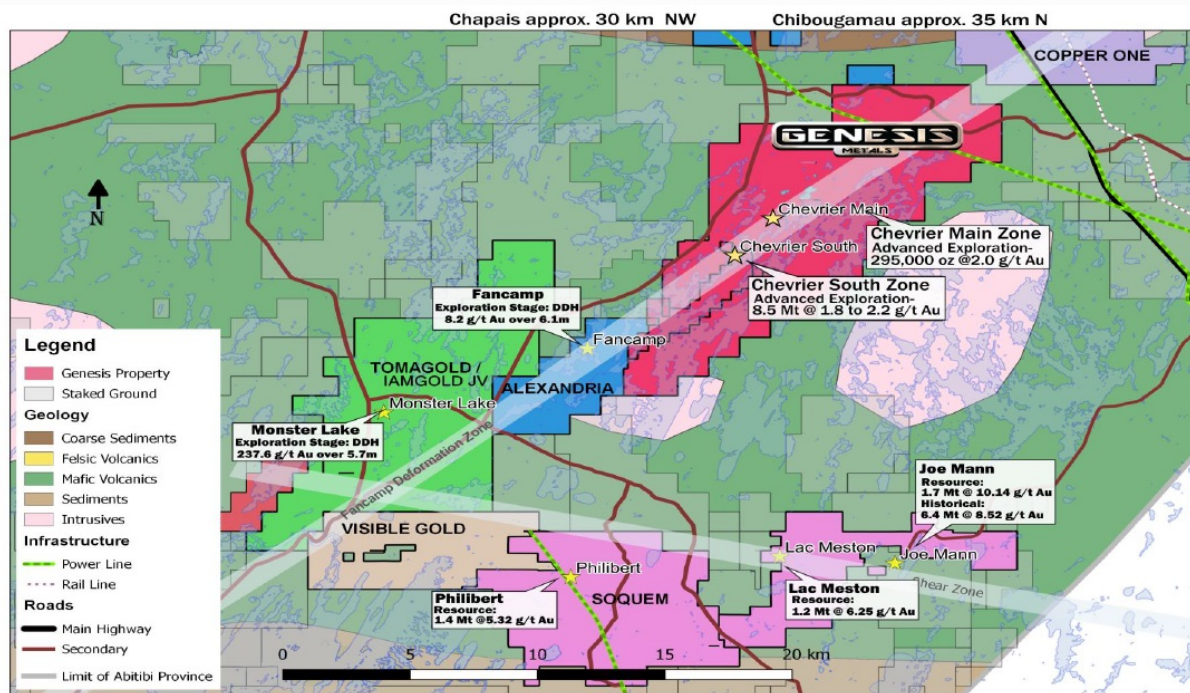 Chapais approx. 30 km NW
Chibougamau approx. 35 km N
COPPER ONE
GENESIS
METALS
N
Chevrier Main
Chevrier Main Zone
Advanced Exploration-
295,000 oz @2.0 g/t Au
Chevrier South
Chevrier South Zone
Advanced Exploration-
8.5 Mt @ 1.8 to 2.2 g/t Au
Fancamp
Exploration Stage: DDH
8.2 g/t Au over 6.1m
Fancamp
TOMAGOLD /
IAMGOLD JV
ALEXANDRIA
Monster Lake
Monster Lake
Exploration Stage: DDH
237.6 g/t Au over 5.7m
Fancamp Deformation Zone
Legend
Genesis Property
Staked Ground
Geology
Coarse Sediments
Felsic Volcanics
Mafic Volcanics
Sediments
Intrusives
Infrastructure
Power Line
Rail Line
Roads
Main Highway
Secondary
Limit of Abitibi Province
VISIBLE GOLD
Philibert
Philibert
Resource:
1.4 Mt @5.32 g/t Au
SOQUEM
Joe Mann
Resource:
1.7 Mt @ 10.14 g/t Au
Historical:
6.4 Mt @ 8.52 g/t Au
Lac Meston
Joe Mann
Shear Zone
Lac Meston
Resource:
1.2 Mt @ 6.25 g/t Au
0 5 10 15 20 km